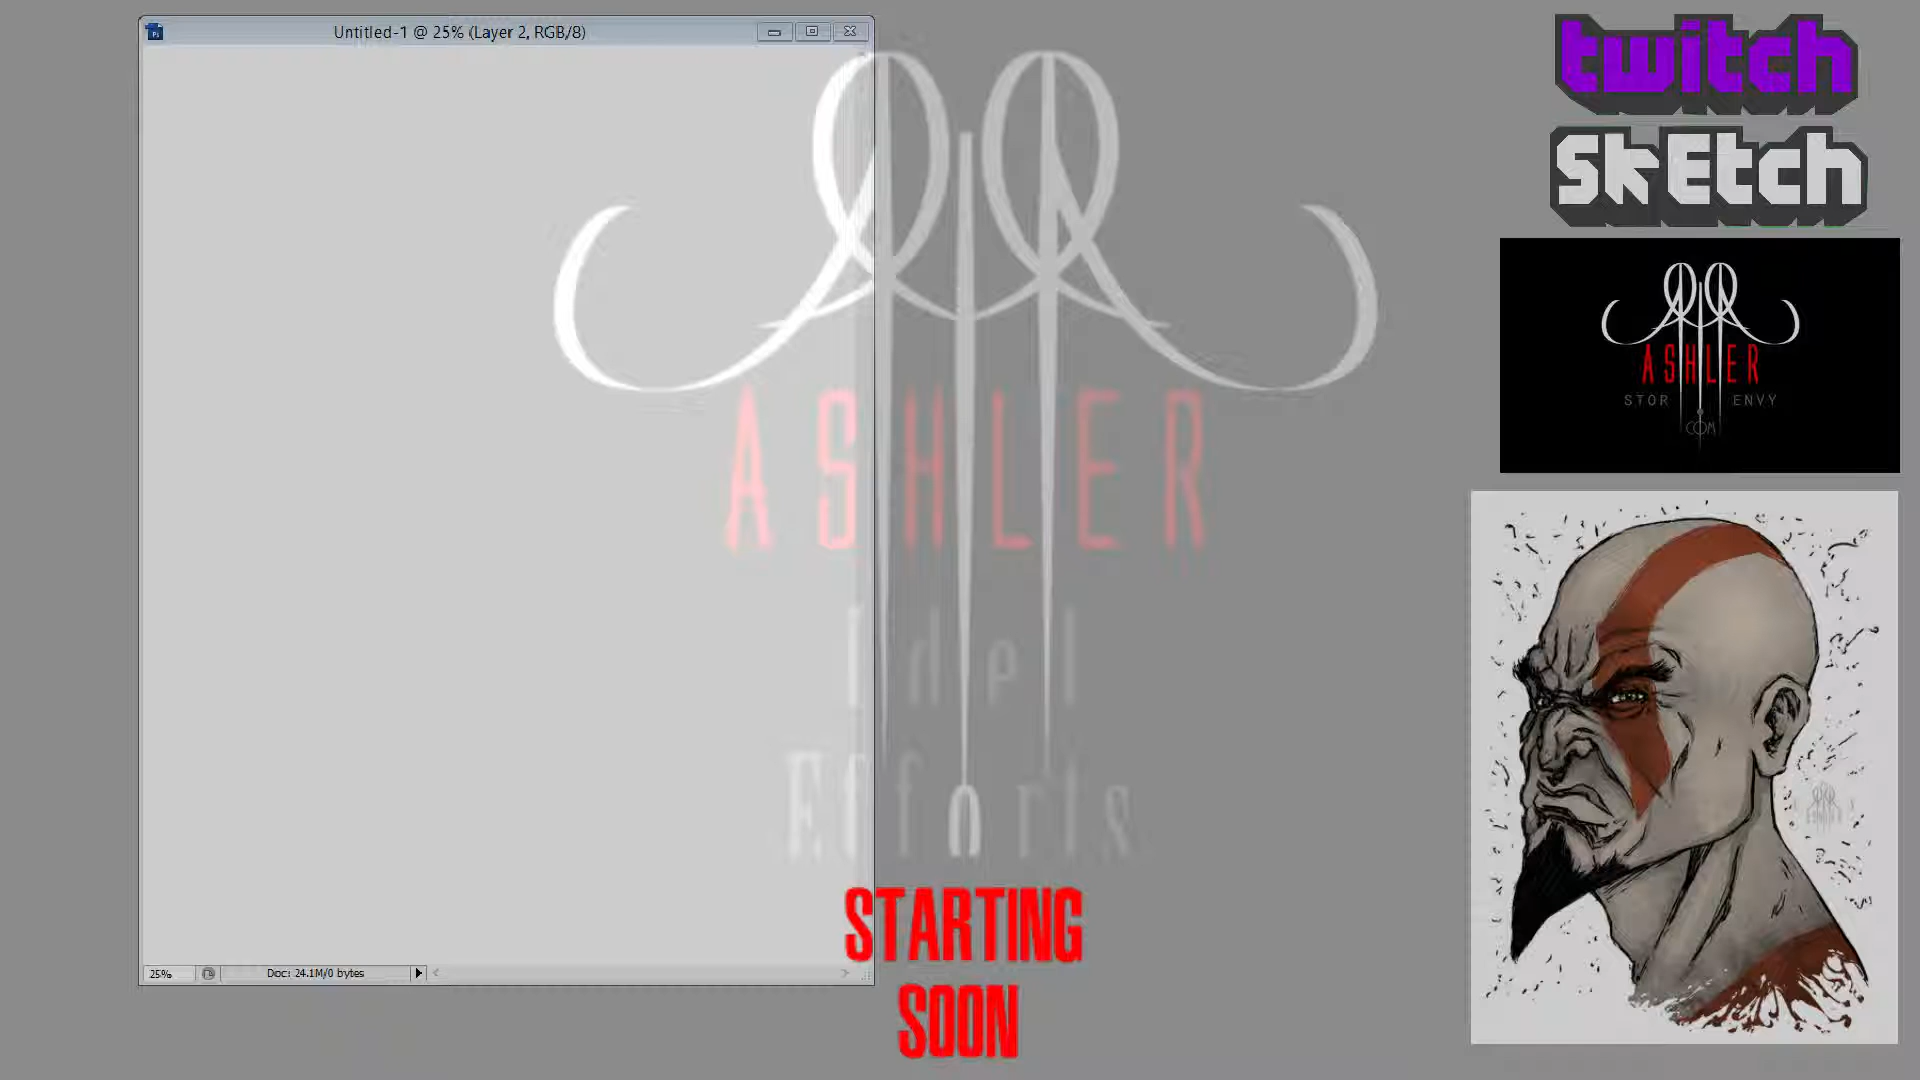 Untitled-1 @ 25% (Layer 2, RGB/8)
twitch
SkEtch
ASHLER
STOR ENVY
COM
ASHLER
Idel
Efforts
STARTING
SOON
25%
Doc: 24.1M/0 bytes